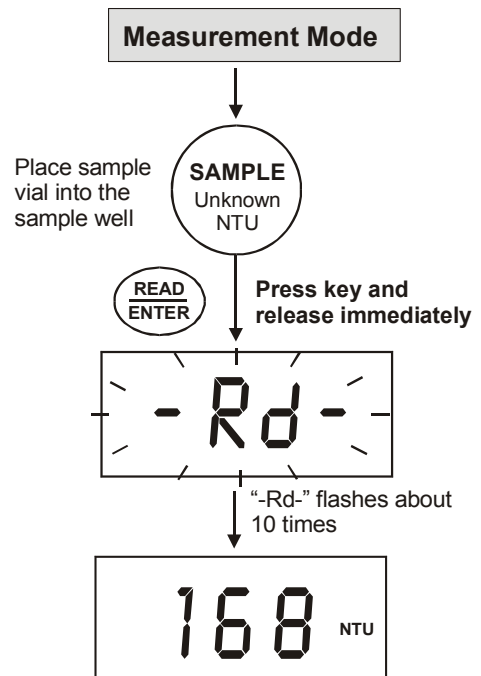 Measurement Mode
Place sample
vial into the
sample well
SAMPLE
Unknown
NTU
READ
ENTER
Press key and
release immediately
-Rd-
“-Rd-” flashes about
10 times
168 NTU